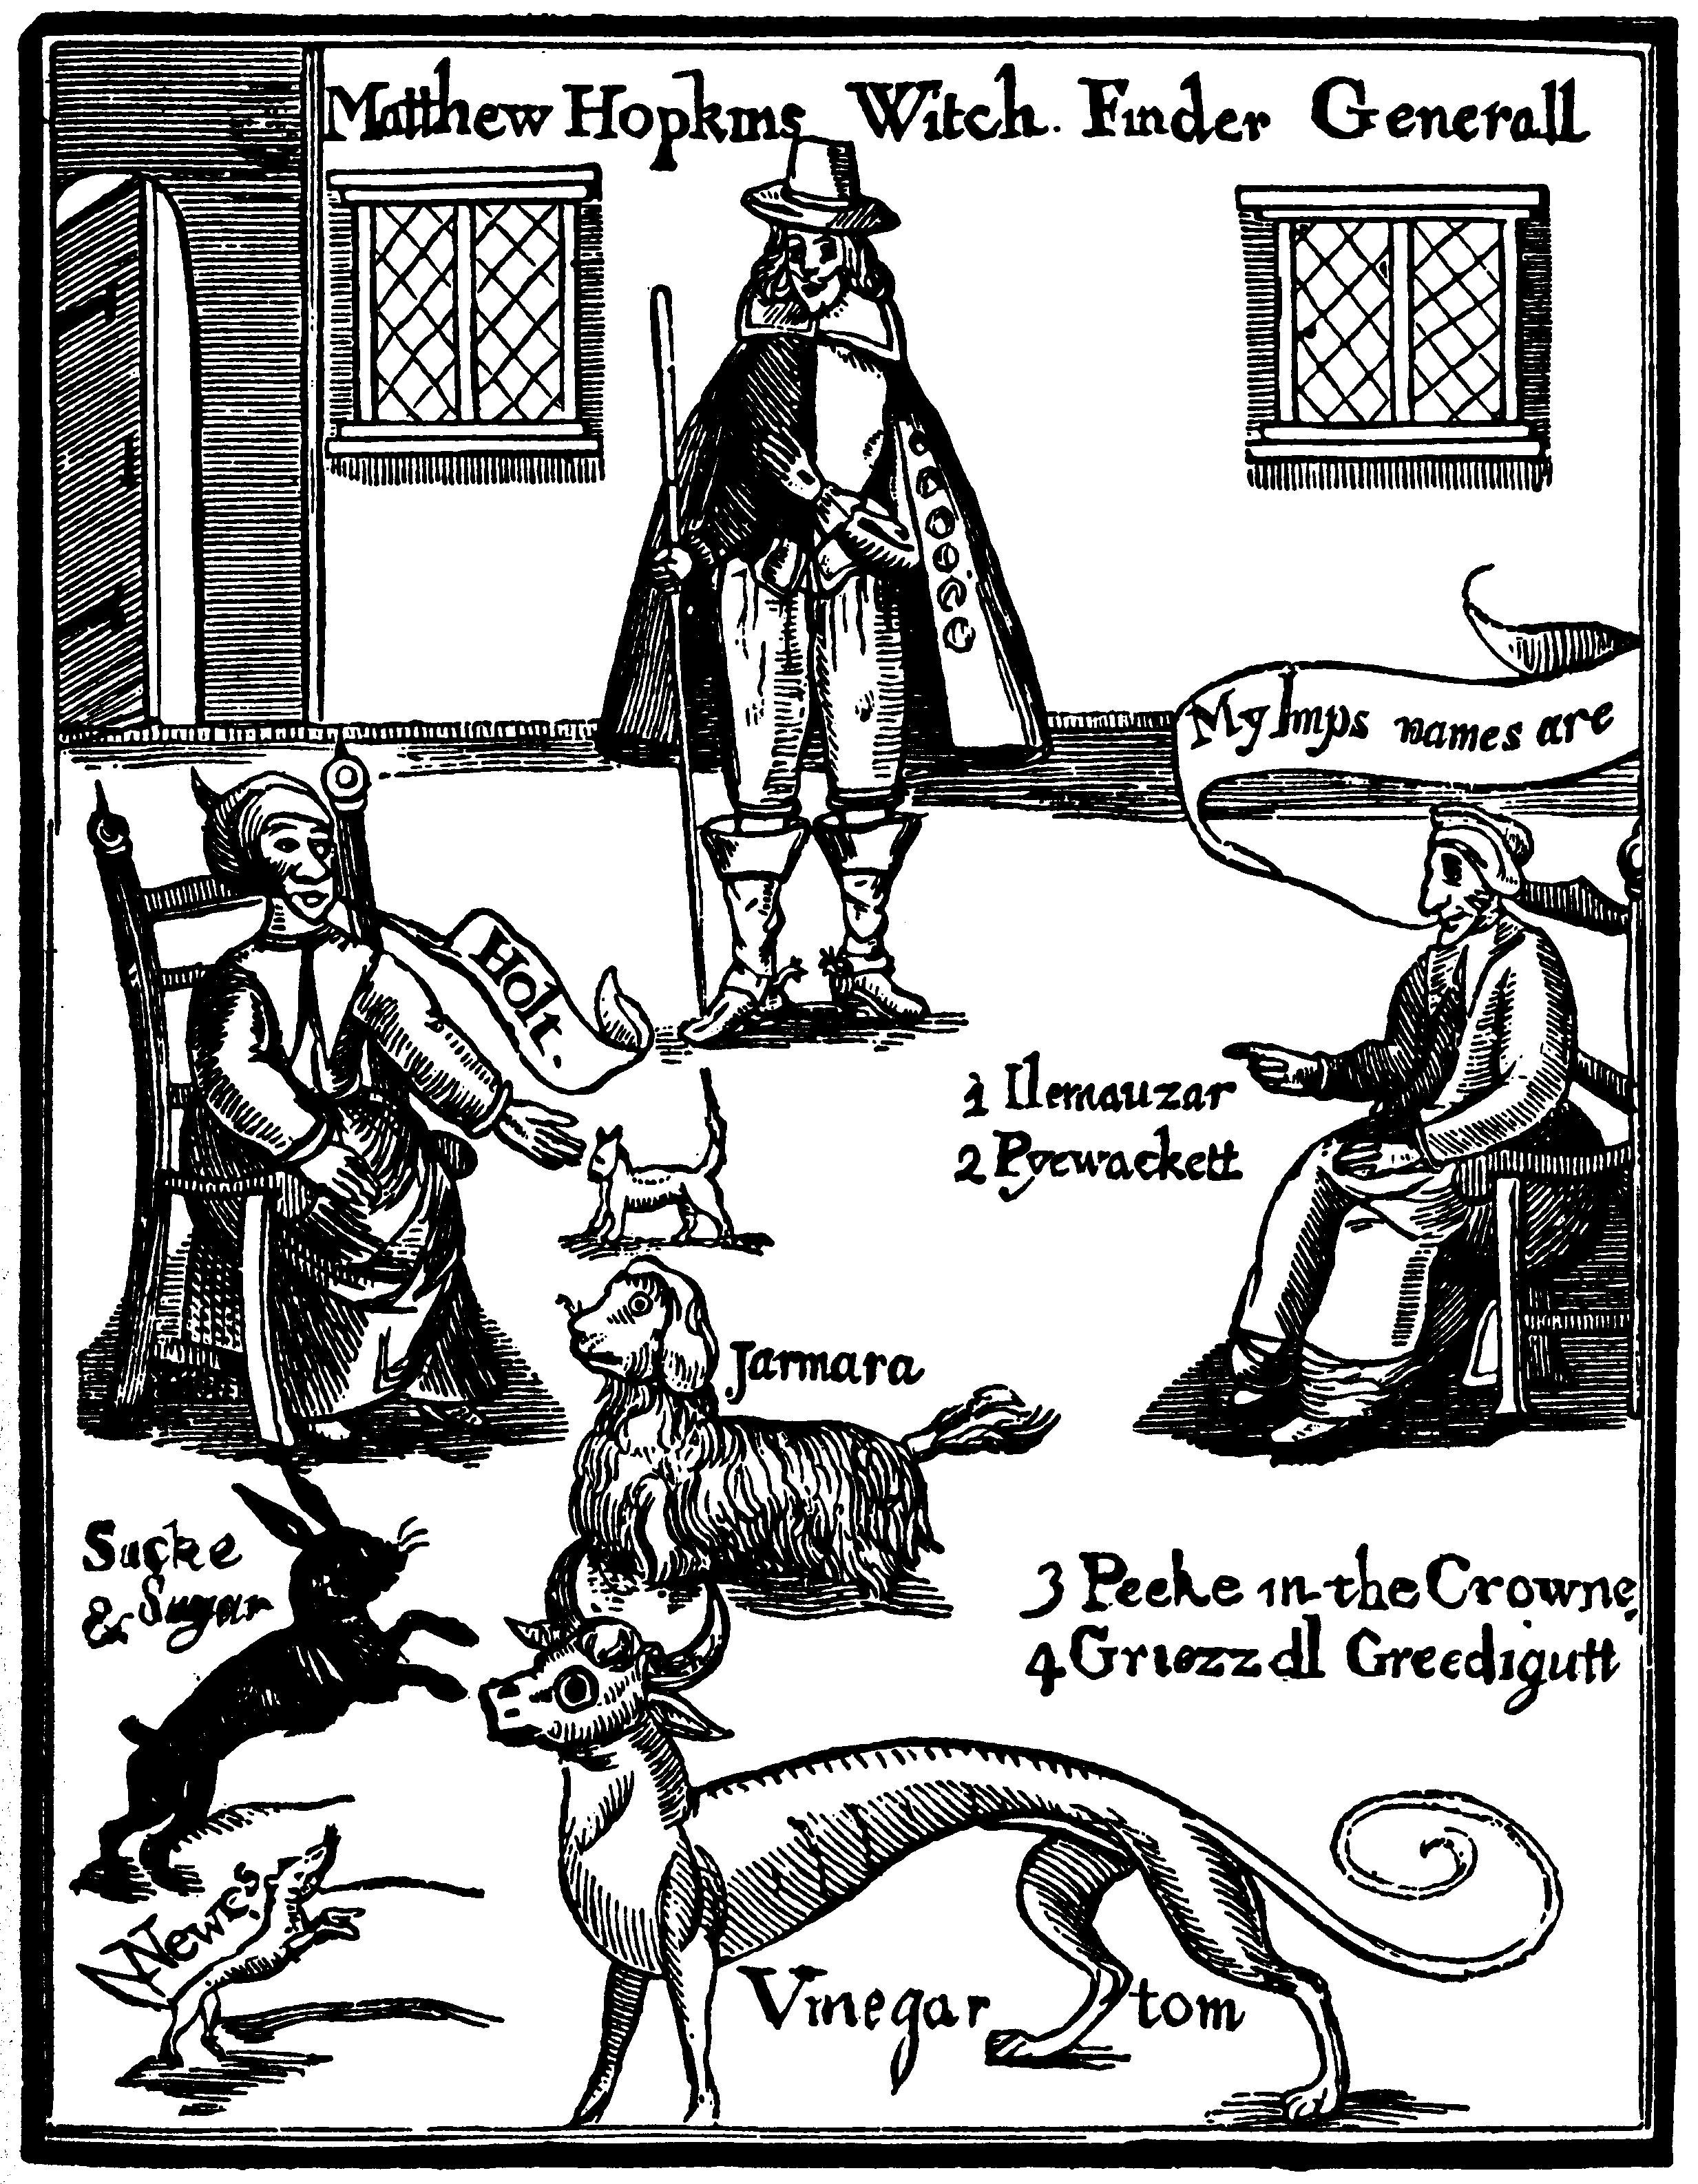 Matthew Hopkins Witch. Finder Generall
My Imps names are
Holt.
1 Ilemauzar
2 Pyewackett
Jarmara
Sacke
& Sugar
3 Pecke in the Crowne
4 Griezzell Greedigutt
Newes
Vinegar tom